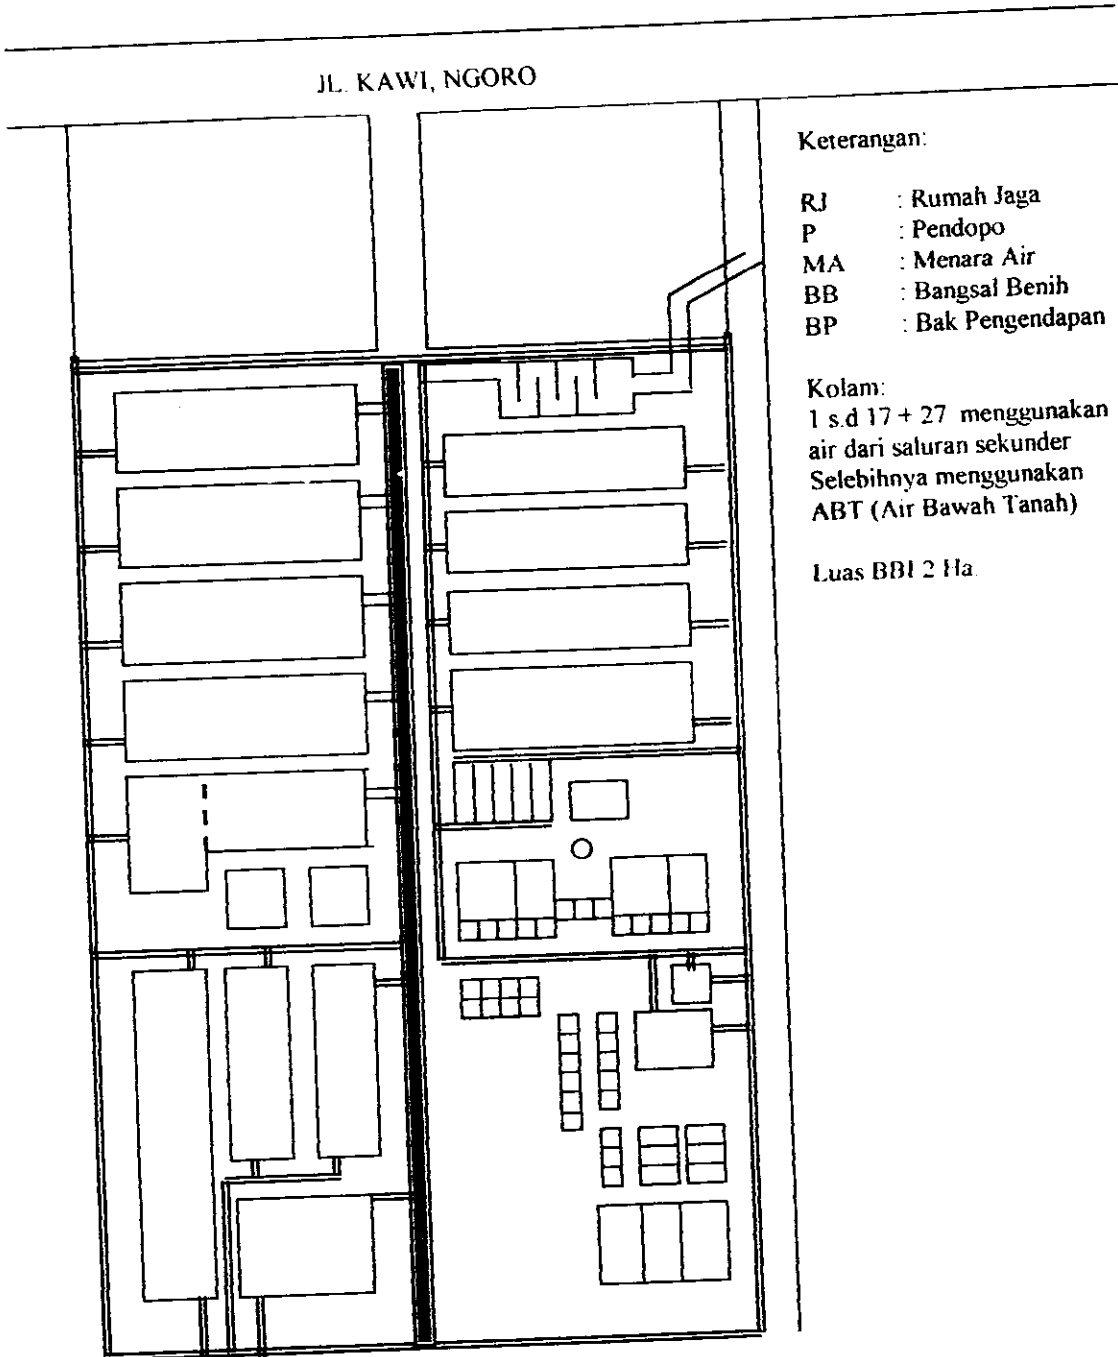 JL. KAWI, NGORO
Keterangan:
RJ : Rumah Jaga
P : Pendopo
MA : Menara Air
BB : Bangsal Benih
BP : Bak Pengendapan
Kolam:
1 s.d 17 + 27 menggunakan
air dari saluran sekunder
Selebihnya menggunakan
ABT (Air Bawah Tanah)
Luas BBI 2 Ha.